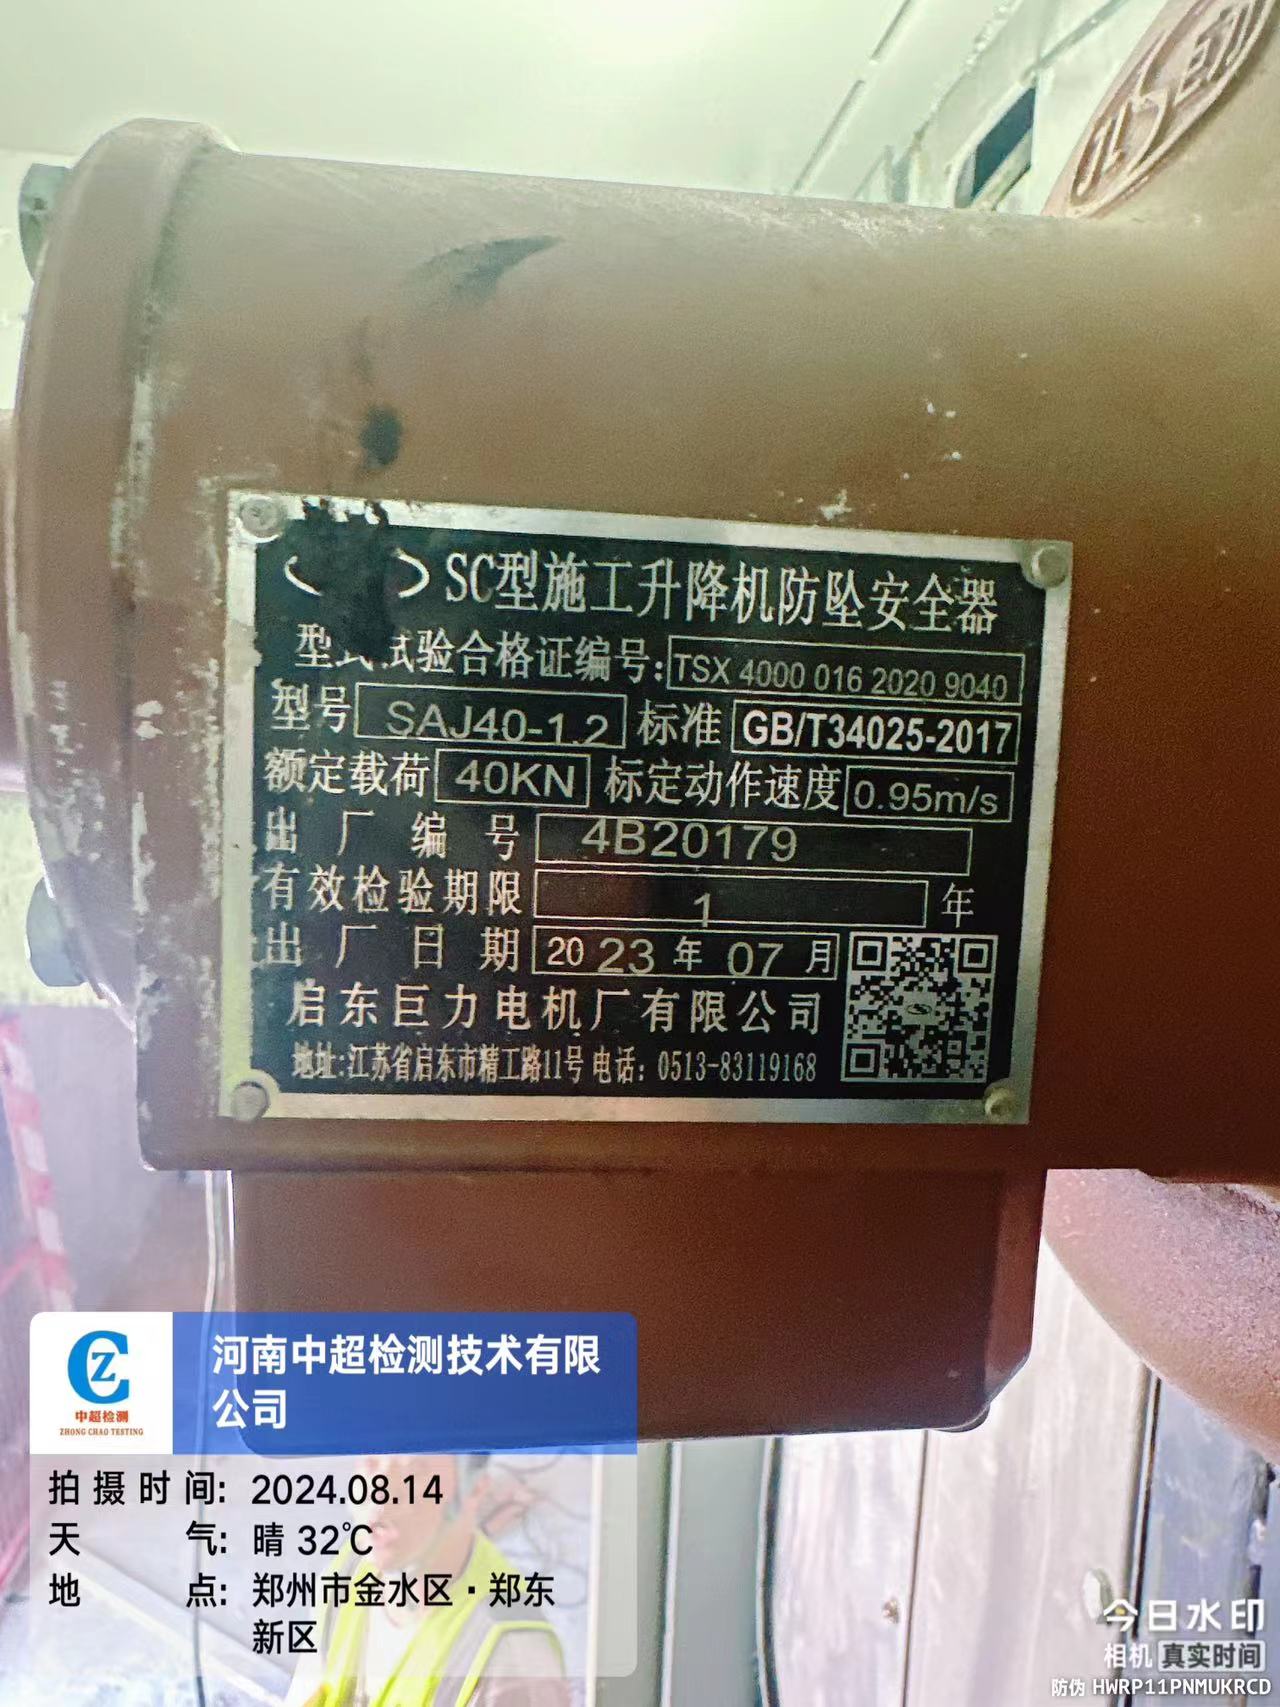 巨力
( ) SC型施工升降机防坠安全器
型式试验合格证编号: TSX 4000 016 2020 9040
型号 SAJ40-1.2 标准 GB/T34025-2017
额定载荷 40KN 标定动作速度 0.95m/s
出厂编号 4B20179
有效检验期限 1 年
出厂日期 2023年07月
启东巨力电机厂有限公司
地址:江苏省启东市精工路11号 电话: 0513-83119168
CZ
中超检测
ZHONG CHAO TESTING
河南中超检测技术有限
公司
拍摄时间: 2024.08.14
天气: 晴 32℃
地点: 郑州市金水区·郑东
新区
今日水印
相机 真实时间
防伪 HWRP11PNMUKRCD